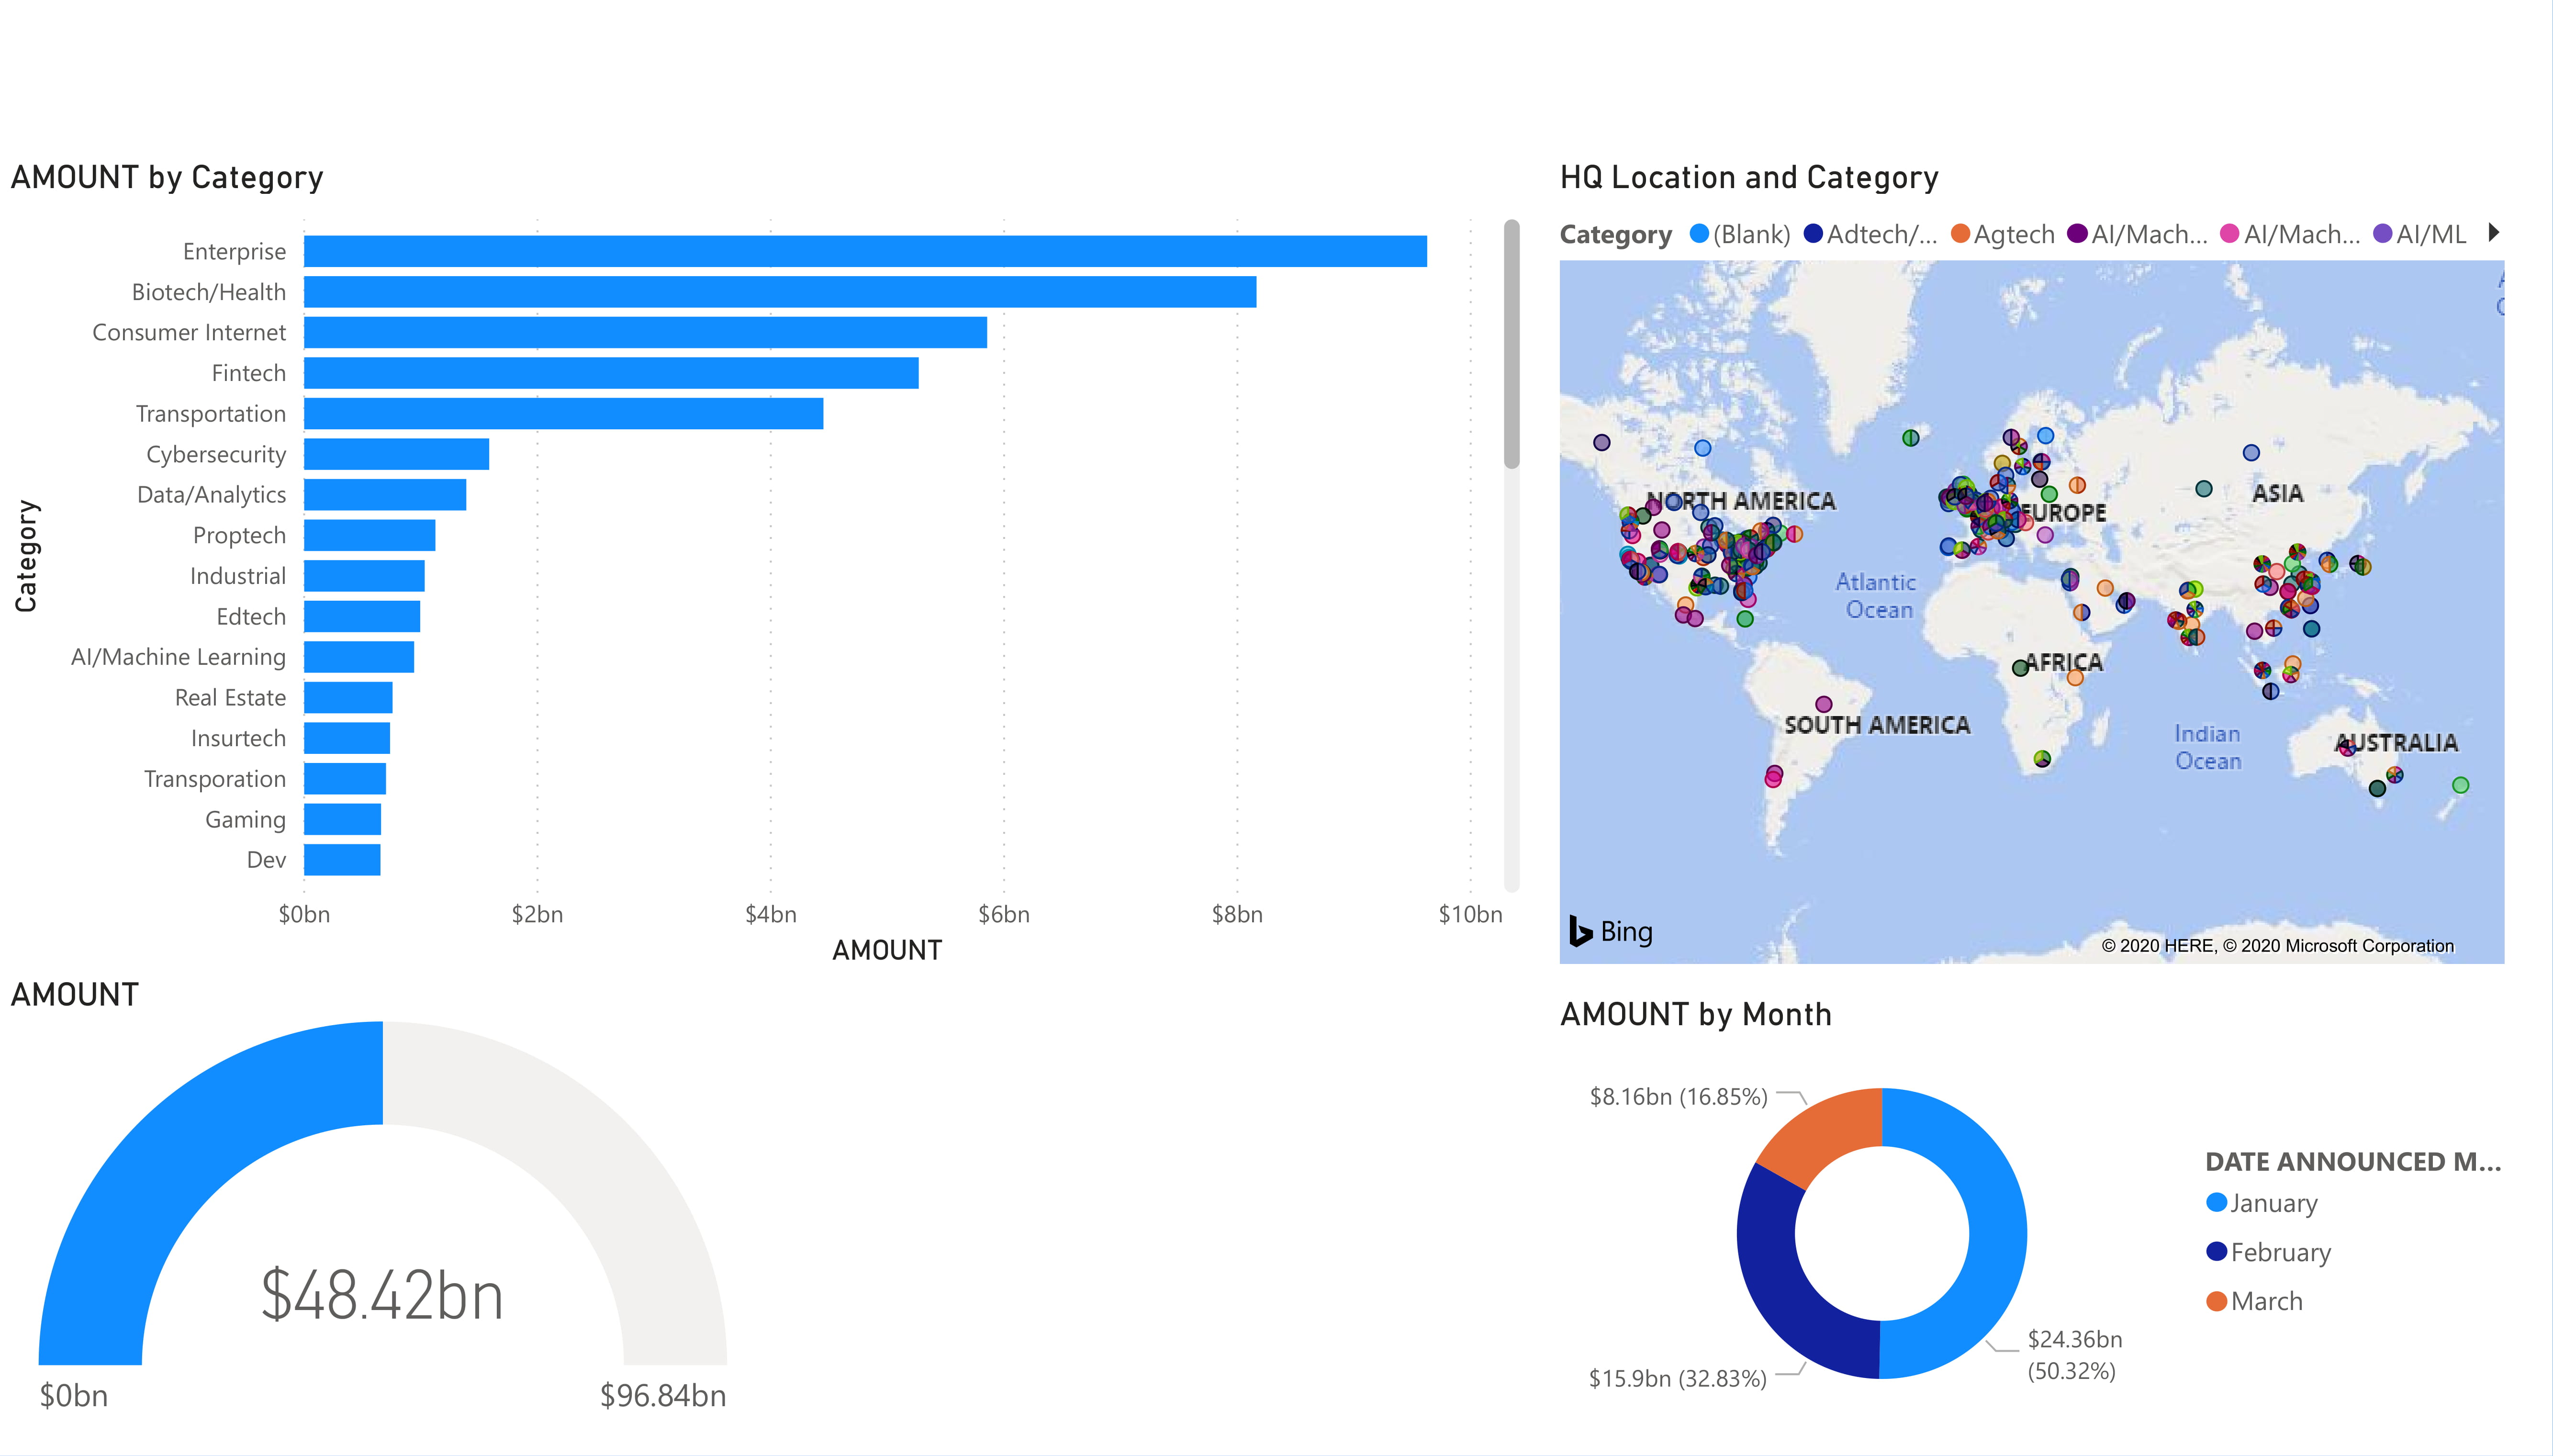 AMOUNT by Category
Category
Enterprise
Biotech/Health
Consumer Internet
Fintech
Transportation
Cybersecurity
Data/Analytics
Proptech
Industrial
Edtech
AI/Machine Learning
Real Estate
Insurtech
Transporation
Gaming
Dev
$0bn $2bn $4bn $6bn $8bn $10bn
AMOUNT
HQ Location and Category
Category (Blank) Adtech/... Agtech AI/Mach... AI/Mach... AI/ML
NORTH AMERICA
EUROPE
ASIA
Atlantic
Ocean
AFRICA
SOUTH AMERICA
Indian
Ocean
AUSTRALIA
Bing
© 2020 HERE, © 2020 Microsoft Corporation
AMOUNT
$48.42bn
$0bn $96.84bn
AMOUNT by Month
$8.16bn (16.85%)
$15.9bn (32.83%)
$24.36bn
(50.32%)
DATE ANNOUNCED M...
January
February
March